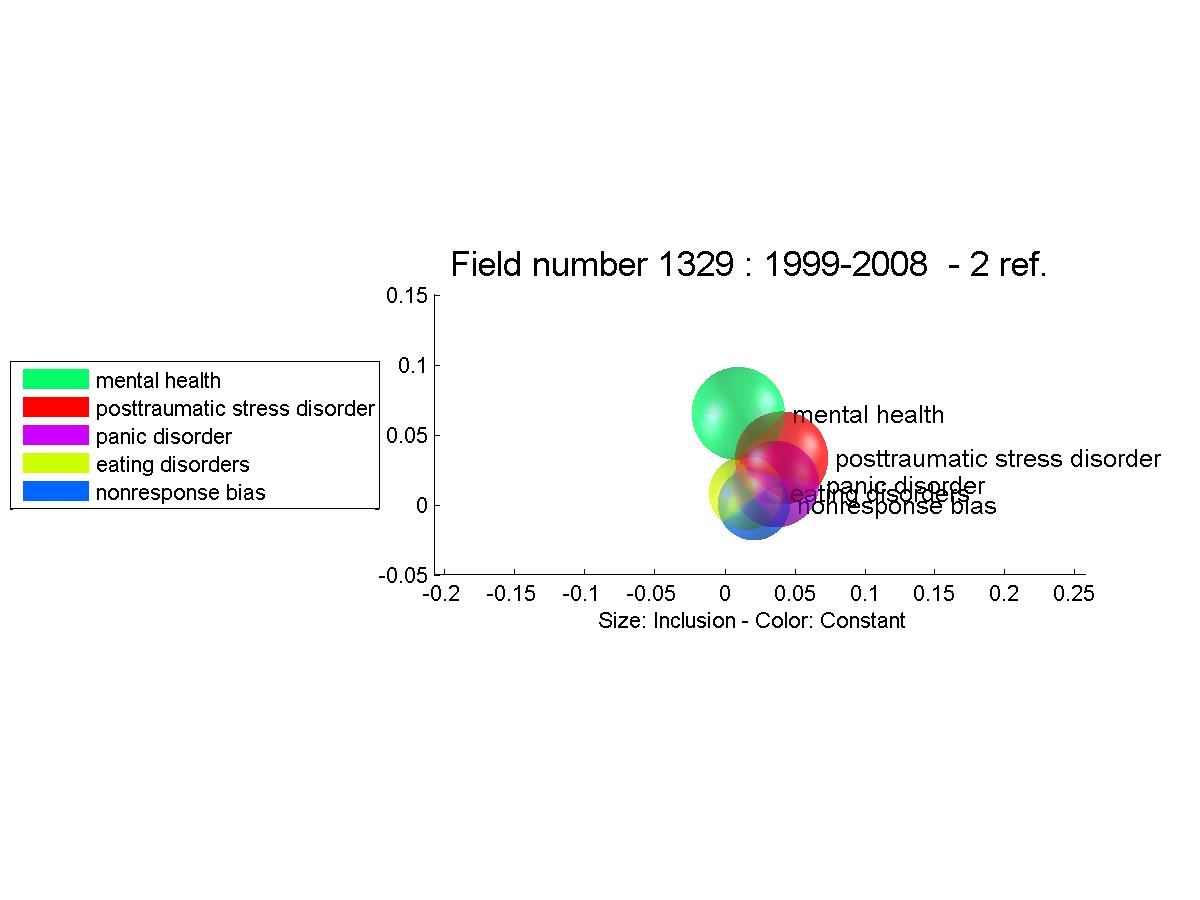 Field number 1329 : 1999-2008  - 2 ref.
0.15
0.1
0.05
0
-0.05
mental health
posttraumatic stress disorder
panic disorder
eating disorders
nonresponse bias
mental health
posttraumatic stress disorder
panic disorder
eating disorders
nonresponse bias
-0.2 -0.15 -0.1 -0.05 0 0.05 0.1 0.15 0.2 0.25
Size: Inclusion - Color: Constant